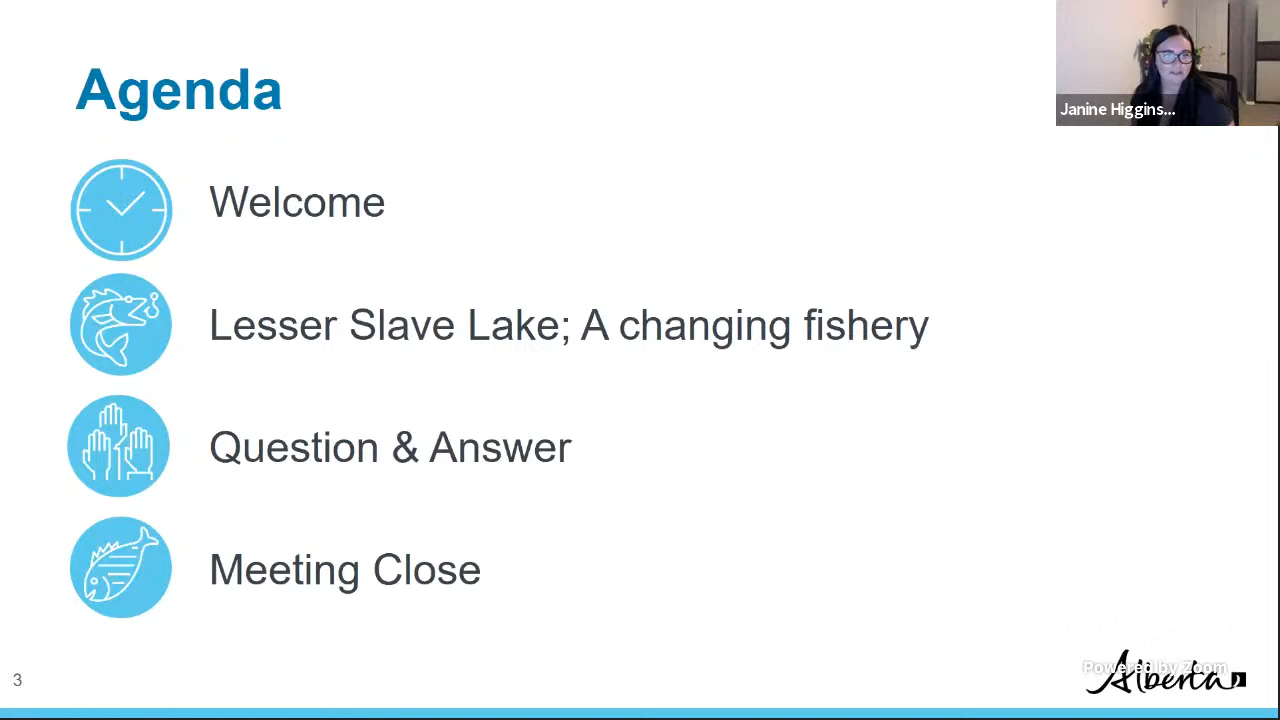 Agenda
Janine Higgins...
Welcome
Lesser Slave Lake; A changing fishery
Question & Answer
Meeting Close
3
Powered by Zoom
Alberta